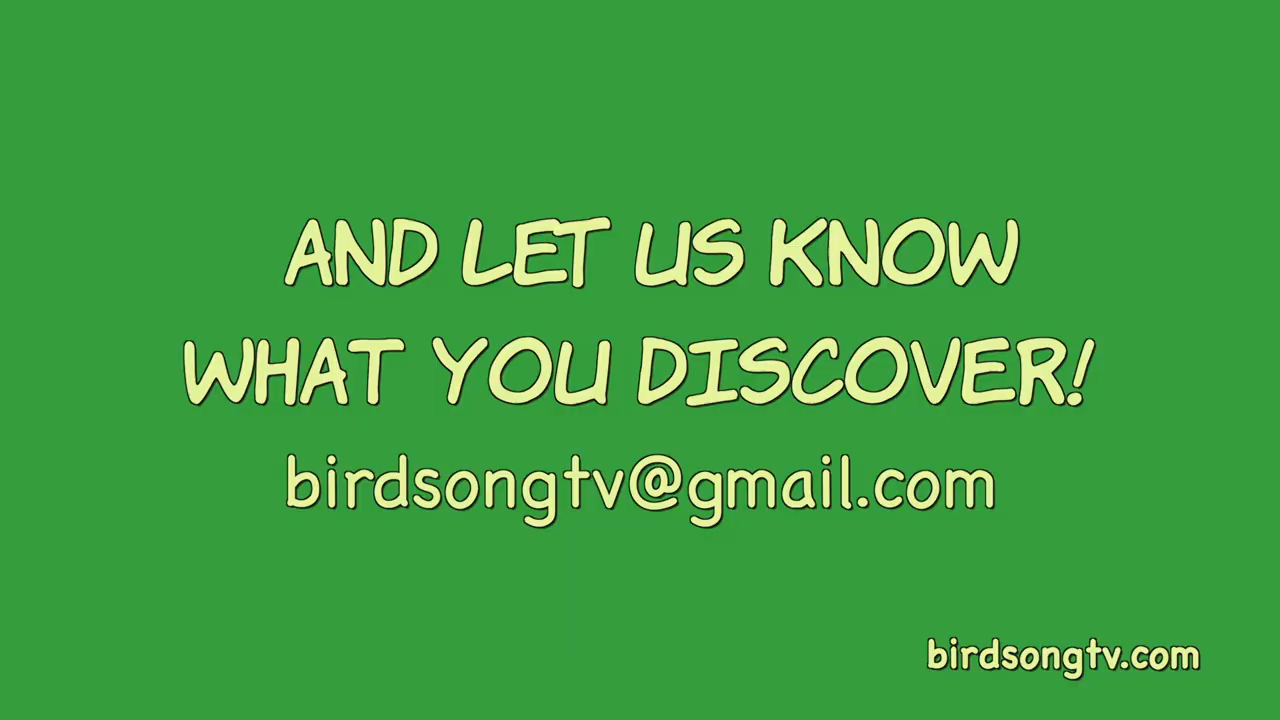 AND LET US KNOW
WHAT YOU DISCOVER!
birdsongtv@gmail.com
birdsongtv.com